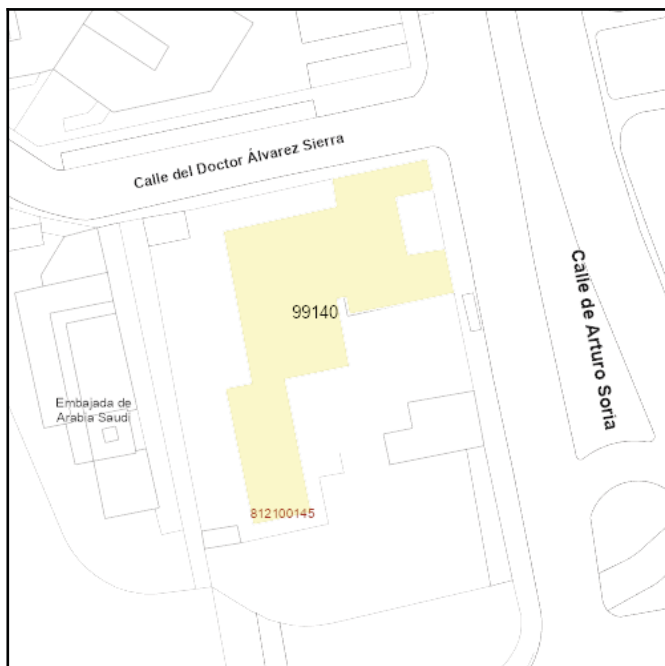 Calle del Doctor Álvarez Sierra
Calle de Arturo Soria
99140
Embajada de
Arabia Saudí
812100145